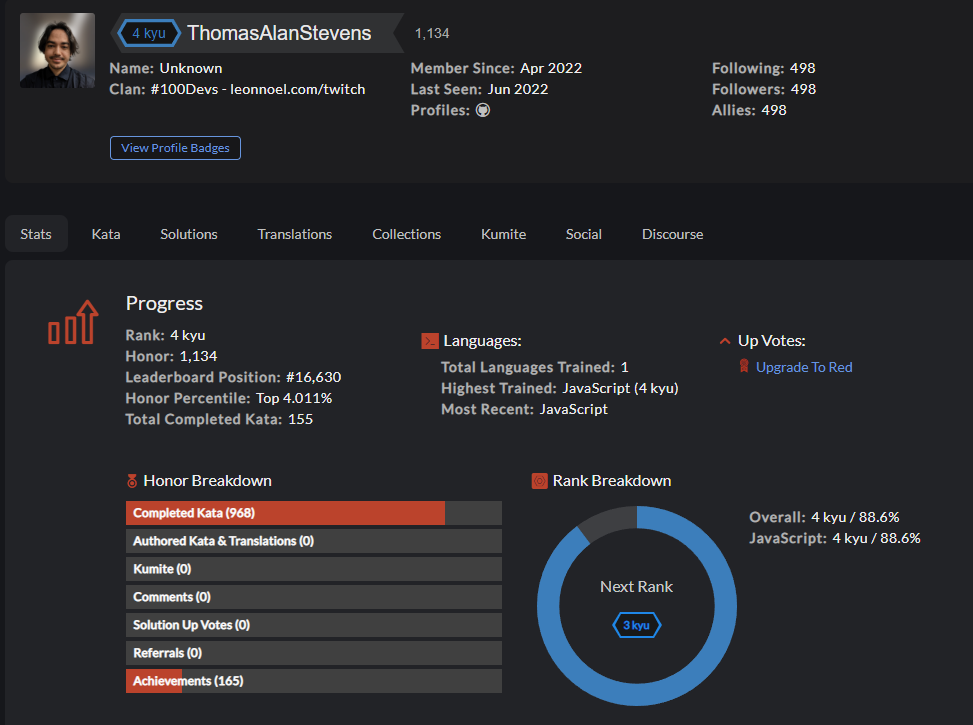 4 kyu ThomasAlanStevens 1,134
Name: Unknown
Clan: #100Devs - leonnoel.com/twitch
Member Since: Apr 2022
Last Seen: Jun 2022
Profiles:
Following: 498
Followers: 498
Allies: 498
View Profile Badges
Stats Kata Solutions Translations Collections Kumite Social Discourse
Progress
Rank: 4 kyu
Honor: 1,134
Leaderboard Position: #16,630
Honor Percentile: Top 4.011%
Total Completed Kata: 155
Languages:
Total Languages Trained: 1
Highest Trained: JavaScript (4 kyu)
Most Recent: JavaScript
Up Votes:
Upgrade To Red
Honor Breakdown
Completed Kata (968)
Authored Kata & Translations (0)
Kumite (0)
Comments (0)
Solution Up Votes (0)
Referrals (0)
Achievements (165)
Rank Breakdown
Next Rank
3 kyu
Overall: 4 kyu / 88.6%
JavaScript: 4 kyu / 88.6%